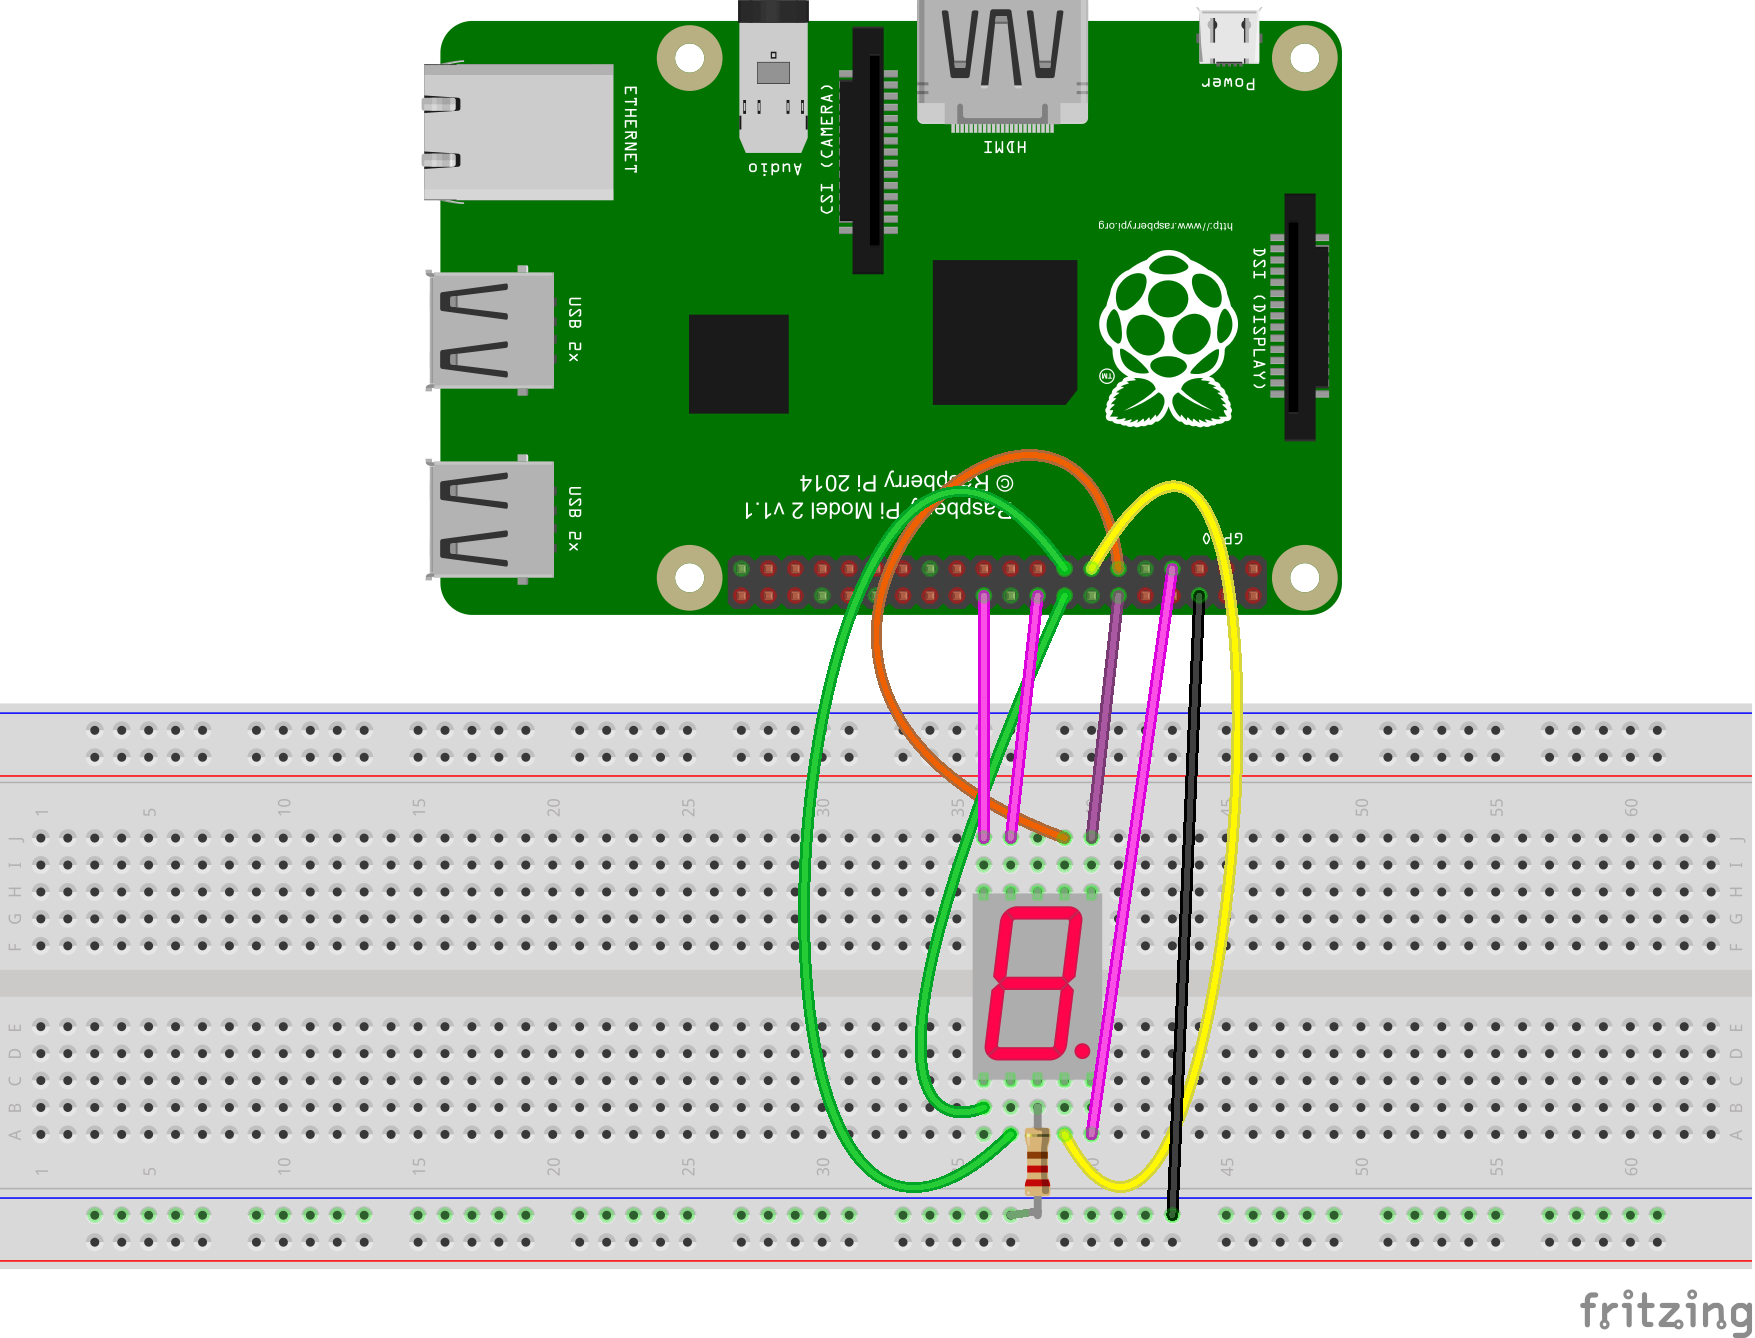 Power
ETHERNET
Audio
CSI (CAMERA)
HDMI
http://www.raspberrypi.org
DSI (DISPLAY)
TM
USB 2x
© Raspberry Pi 2014
Raspberry Pi Model 2 v1.1
USB 2x
GPIO
1 5 10 15 20 25 30 35 45 50 55 60
J J
I I
H H
G G
F F
E E
D D
C C
B B
A A
1 5 10 15 20 25 30 35 45 50 55 60
fritzing